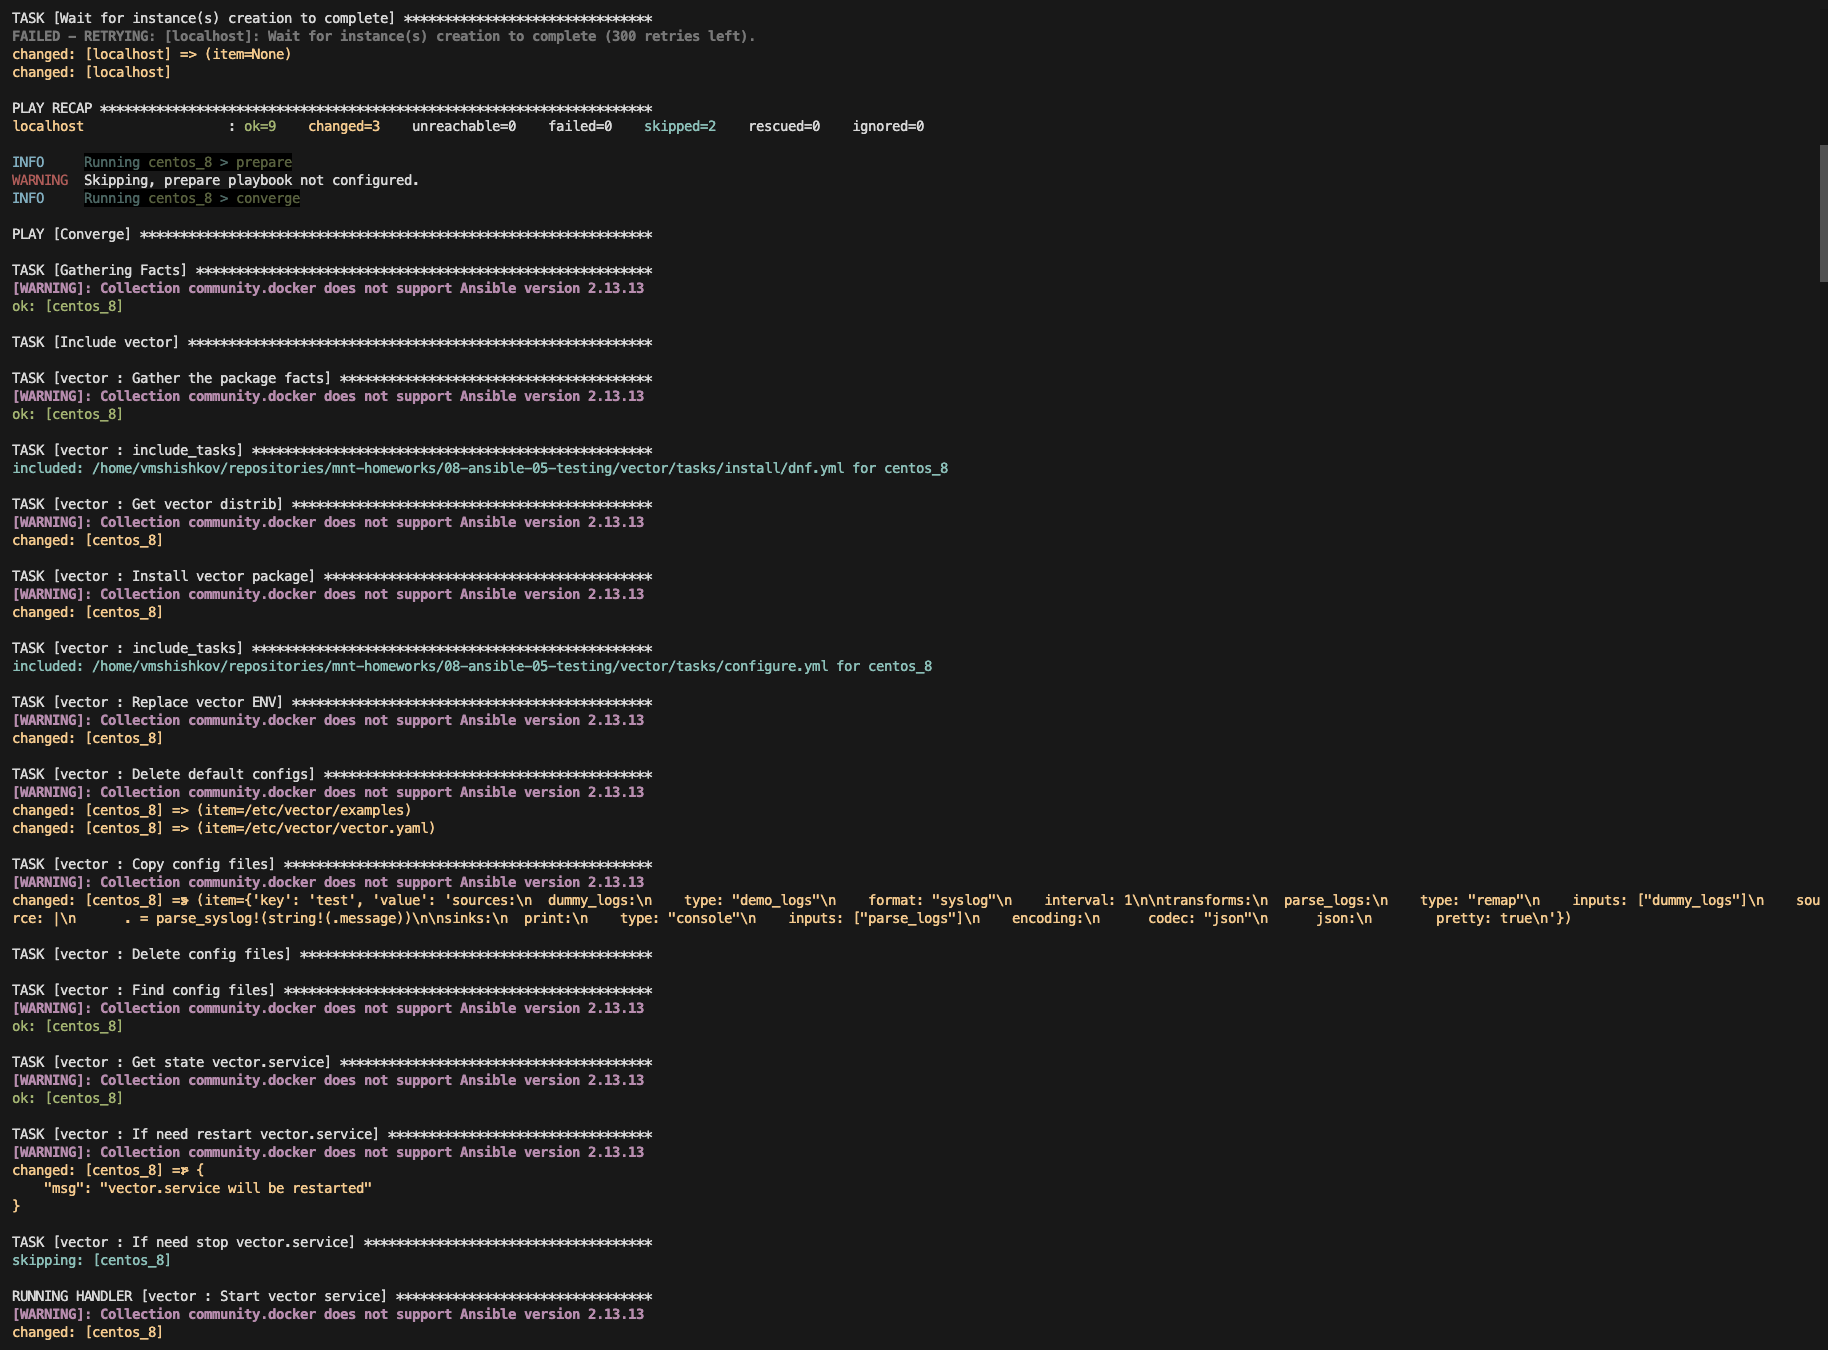 TASK [Wait for instance(s) creation to complete] *******************************
FAILED - RETRYING: [localhost]: Wait for instance(s) creation to complete (300 retries left).
changed: [localhost] => (item=None)
changed: [localhost]
PLAY RECAP *********************************************************************
localhost                  : ok=9    changed=3    unreachable=0    failed=0    skipped=2    rescued=0    ignored=0
INFO     Running centos_8 > prepare
WARNING  Skipping, prepare playbook not configured.
INFO     Running centos_8 > converge
PLAY [Converge] ****************************************************************
TASK [Gathering Facts] *********************************************************
[WARNING]: Collection community.docker does not support Ansible version 2.13.13
ok: [centos_8]
TASK [Include vector] **********************************************************
TASK [vector : Gather the package facts] ***************************************
[WARNING]: Collection community.docker does not support Ansible version 2.13.13
ok: [centos_8]
TASK [vector : include_tasks] **************************************************
included: /home/vmshishkov/repositories/mnt-homeworks/08-ansible-05-testing/vector/tasks/install/dnf.yml for centos_8
TASK [vector : Get vector distrib] *********************************************
[WARNING]: Collection community.docker does not support Ansible version 2.13.13
changed: [centos_8]
TASK [vector : Install vector package] *****************************************
[WARNING]: Collection community.docker does not support Ansible version 2.13.13
changed: [centos_8]
TASK [vector : include_tasks] **************************************************
included: /home/vmshishkov/repositories/mnt-homeworks/08-ansible-05-testing/vector/tasks/configure.yml for centos_8
TASK [vector : Replace vector ENV] *********************************************
[WARNING]: Collection community.docker does not support Ansible version 2.13.13
changed: [centos_8]
TASK [vector : Delete default configs] *****************************************
[WARNING]: Collection community.docker does not support Ansible version 2.13.13
changed: [centos_8] => (item=/etc/vector/examples)
changed: [centos_8] => (item=/etc/vector/vector.yaml)
TASK [vector : Copy config files] **********************************************
[WARNING]: Collection community.docker does not support Ansible version 2.13.13
changed: [centos_8] => (item={'key': 'test', 'value': 'sources:\n  dummy_logs:\n    type: "demo_logs"\n    format: "syslog"\n    interval: 1\n\ntransforms:\n  parse_logs:\n    type: "remap"\n    inputs: ["dummy_logs"]\n    sou
rce: |\n      . = parse_syslog!(string!(.message))\n\nsinks:\n  print:\n    type: "console"\n    inputs: ["parse_logs"]\n    encoding:\n      codec: "json"\n      json:\n        pretty: true\n'})
TASK [vector : Delete config files] ********************************************
TASK [vector : Find config files] **********************************************
[WARNING]: Collection community.docker does not support Ansible version 2.13.13
ok: [centos_8]
TASK [vector : Get state vector.service] ***************************************
[WARNING]: Collection community.docker does not support Ansible version 2.13.13
ok: [centos_8]
TASK [vector : If need restart vector.service] *********************************
[WARNING]: Collection community.docker does not support Ansible version 2.13.13
changed: [centos_8] => {
    "msg": "vector.service will be restarted"
}
TASK [vector : If need stop vector.service] ************************************
skipping: [centos_8]
RUNNING HANDLER [vector : Start vector service] ********************************
[WARNING]: Collection community.docker does not support Ansible version 2.13.13
changed: [centos_8]